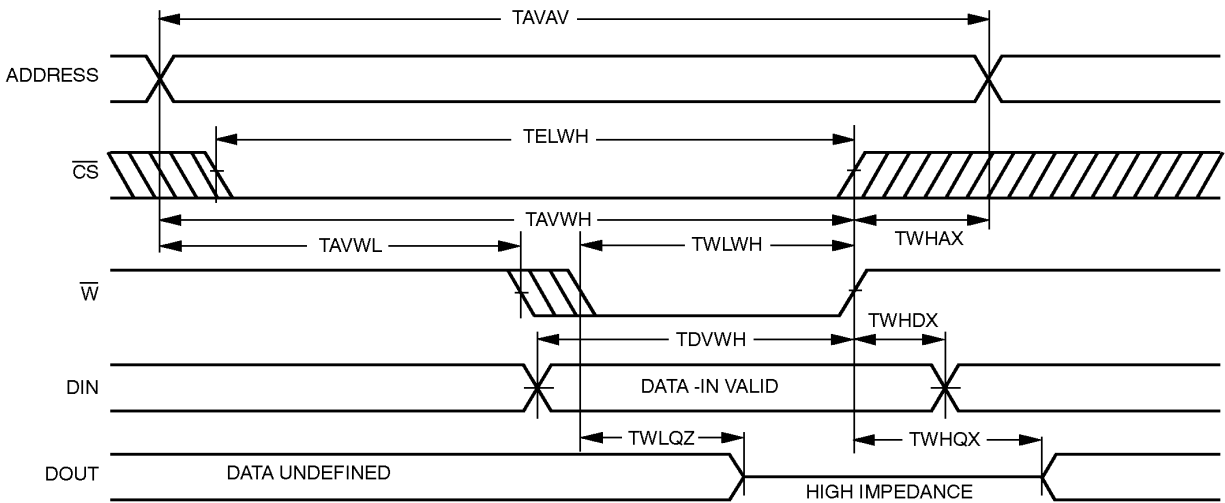 TAVAV
ADDRESS
TELWH
CS
TAVWH
TAVWL
TWLWH
TWHAX
W
TWHDX
TDVWH
DIN
DATA -IN VALID
TWLQZ
TWHQX
DOUT
DATA UNDEFINED
HIGH IMPEDANCE